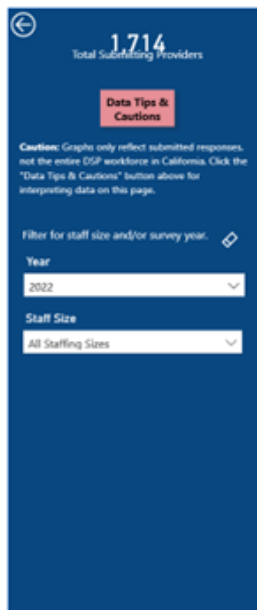 1,714
Total Submitting Providers
Data Tips &
Cautions
Caution: Graphs only reflect submitted responses,
not the entire DSP workforce in California. Click the
"Data Tips & Cautions" button above for
interpreting data on this page.
Filter for staff size and/or survey year.
Year
2022
Staff Size
All Staffing Sizes